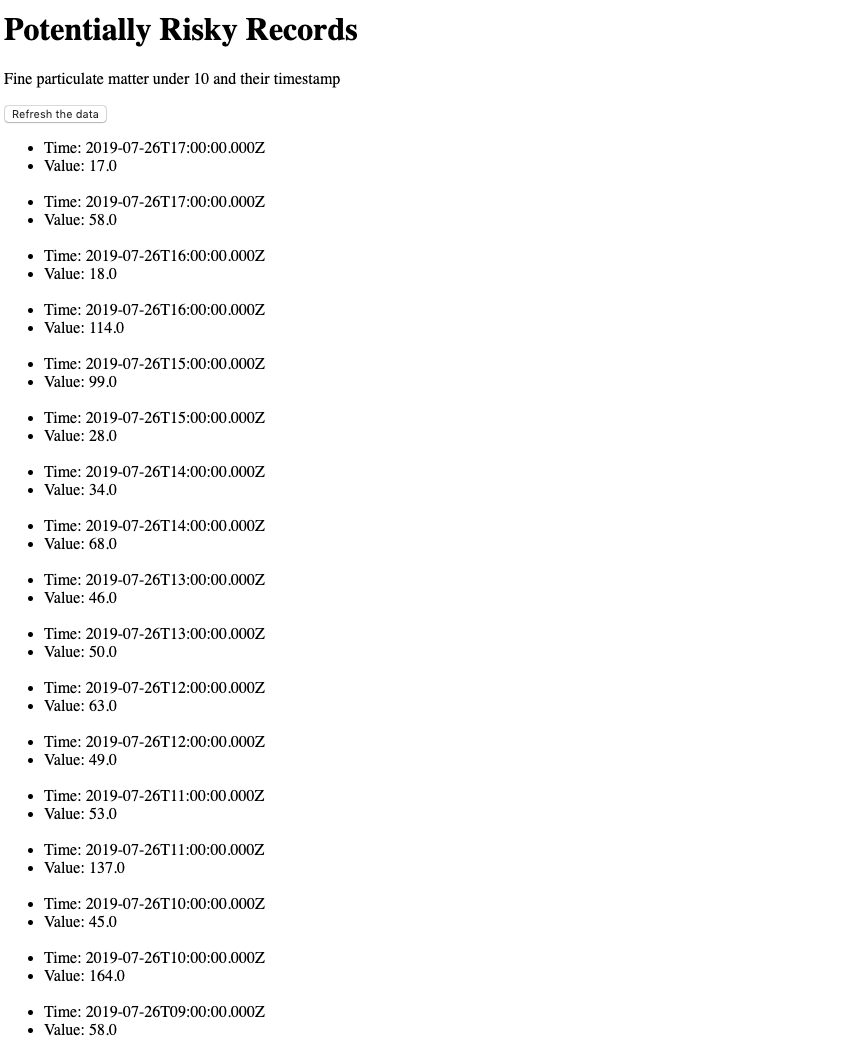 Potentially Risky Records
Fine particulate matter under 10 and their timestamp
Refresh the data
Time: 2019-07-26T17:00:00.000Z
Value: 17.0
Time: 2019-07-26T17:00:00.000Z
Value: 58.0
Time: 2019-07-26T16:00:00.000Z
Value: 18.0
Time: 2019-07-26T16:00:00.000Z
Value: 114.0
Time: 2019-07-26T15:00:00.000Z
Value: 99.0
Time: 2019-07-26T15:00:00.000Z
Value: 28.0
Time: 2019-07-26T14:00:00.000Z
Value: 34.0
Time: 2019-07-26T14:00:00.000Z
Value: 68.0
Time: 2019-07-26T13:00:00.000Z
Value: 46.0
Time: 2019-07-26T13:00:00.000Z
Value: 50.0
Time: 2019-07-26T12:00:00.000Z
Value: 63.0
Time: 2019-07-26T12:00:00.000Z
Value: 49.0
Time: 2019-07-26T11:00:00.000Z
Value: 53.0
Time: 2019-07-26T11:00:00.000Z
Value: 137.0
Time: 2019-07-26T10:00:00.000Z
Value: 45.0
Time: 2019-07-26T10:00:00.000Z
Value: 164.0
Time: 2019-07-26T09:00:00.000Z
Value: 58.0